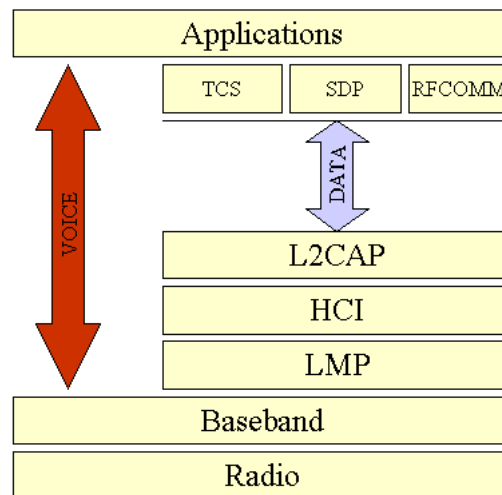 Applications
TCS SDP RFCOMM
VOICE
DATA
L2CAP
HCI
LMP
Baseband
Radio